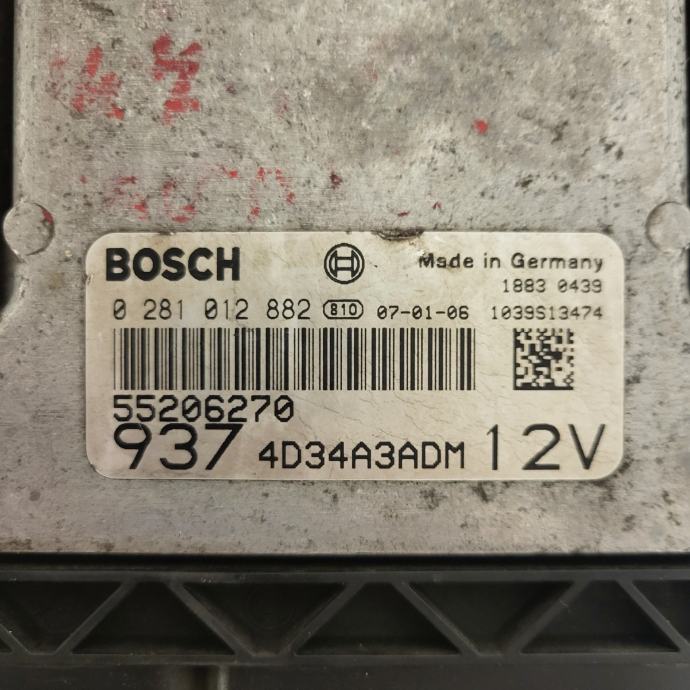 47
BOSCH
Made in Germany
1883 0439
0 281 012 882 810 07-01-06 1039S13474
55206270
937 4D34A3ADM 12V